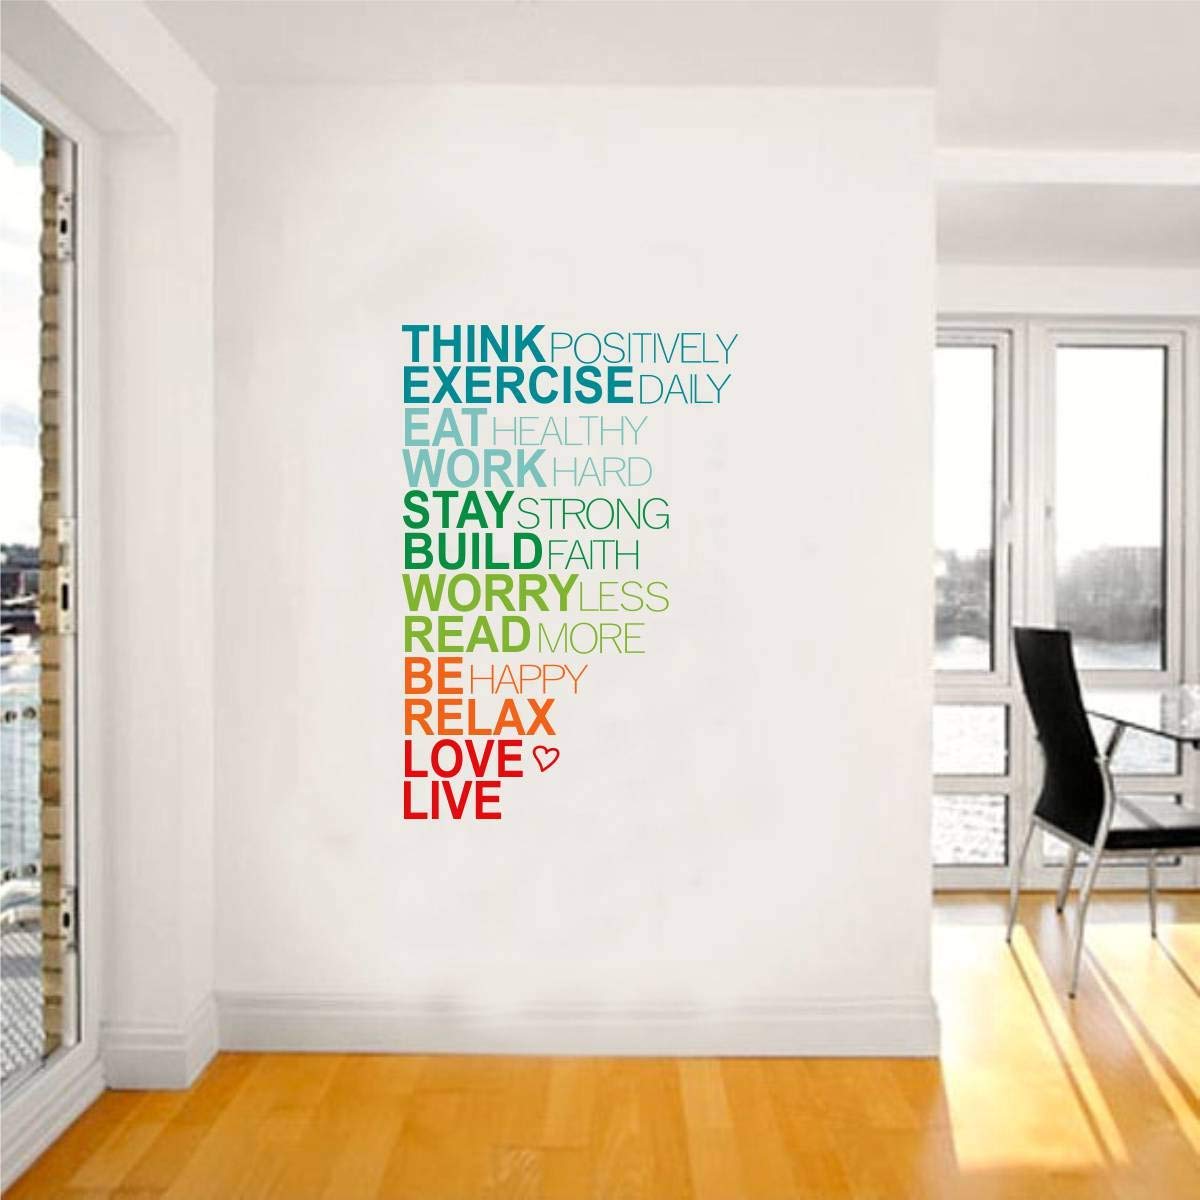 THINK POSITIVELY
EXERCISE DAILY
EAT HEALTHY
WORK HARD
STAY STRONG
BUILD FAITH
WORRY LESS
READ MORE
BE HAPPY
RELAX
LOVE
LIVE